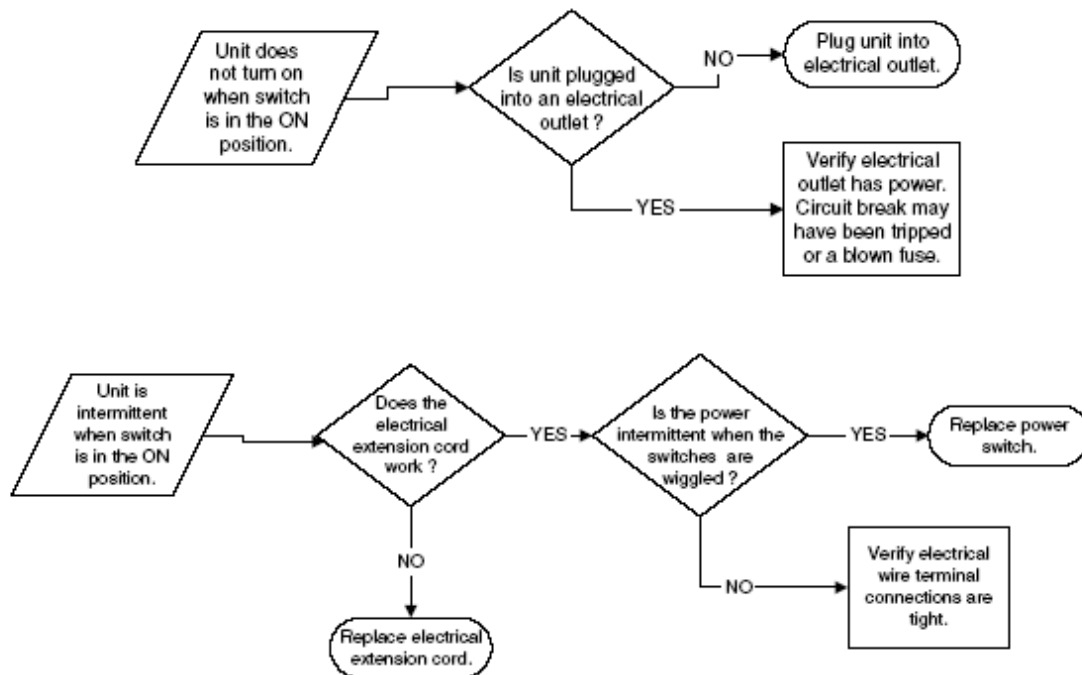 Unit does
not turn on
when switch
is in the ON
position.
Is unit plugged
into an electrical
outlet ?
NO
Plug unit into
electrical outlet.
YES
Verify electrical
outlet has power.
Circuit break may
have been tripped
or a blown fuse.
Unit is
intermittent
when switch
is in the ON
position.
Does the
electrical
extension cord
work ?
YES
Is the power
intermittent when the
switches are
wiggled ?
YES
Replace power
switch.
NO
Replace electrical
extension cord.
NO
Verify electrical
wire terminal
connections are
tight.